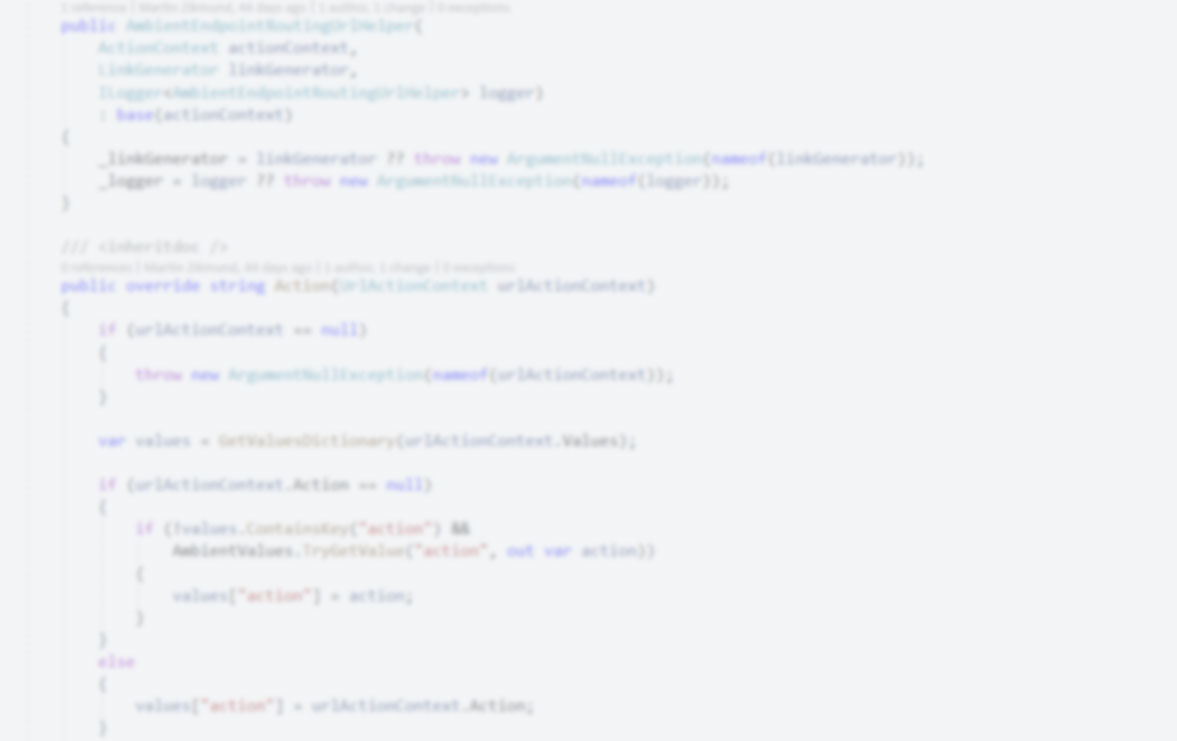 1 reference | Martin Zikmund, 44 days ago | 1 author, 1 change | 0 exceptions
public AmbientEndpointRoutingUrlHelper(
ActionContext actionContext,
LinkGenerator linkGenerator,
ILogger<AmbientEndpointRoutingUrlHelper> logger)
: base(actionContext)
{
_linkGenerator = linkGenerator ?? throw new ArgumentNullException(nameof(linkGenerator));
_logger = logger ?? throw new ArgumentNullException(nameof(logger));
}
/// <inheritdoc />
0 references | Martin Zikmund, 44 days ago | 1 author, 1 change | 0 exceptions
public override string Action(UrlActionContext urlActionContext)
{
if (urlActionContext == null)
{
throw new ArgumentNullException(nameof(urlActionContext));
}
var values = GetValuesDictionary(urlActionContext.Values);
if (urlActionContext.Action == null)
{
if (!values.ContainsKey("action") &&
AmbientValues.TryGetValue("action", out var action))
{
values["action"] = action;
}
}
else
{
values["action"] = urlActionContext.Action;
}